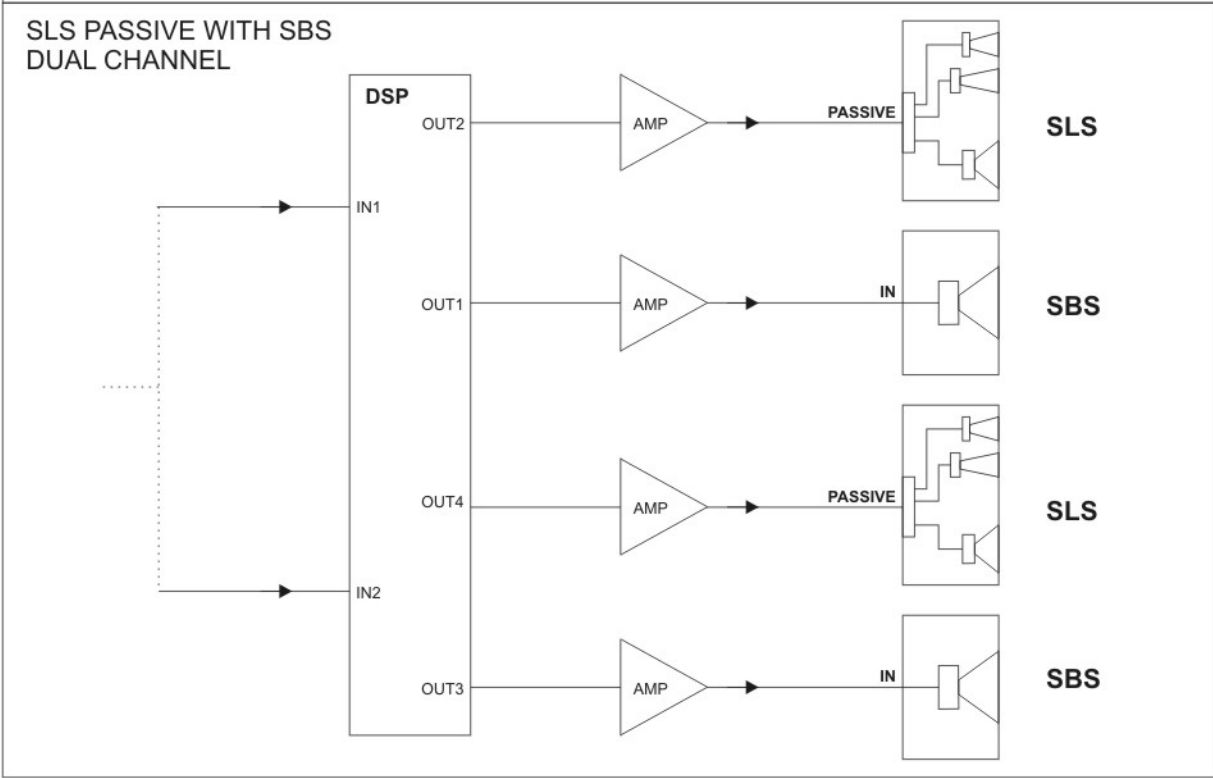 SLS PASSIVE WITH SBS
DUAL CHANNEL
DSP
OUT2
AMP
PASSIVE
SLS
IN1
OUT1
AMP
IN
SBS
OUT4
AMP
PASSIVE
SLS
IN2
OUT3
AMP
IN
SBS